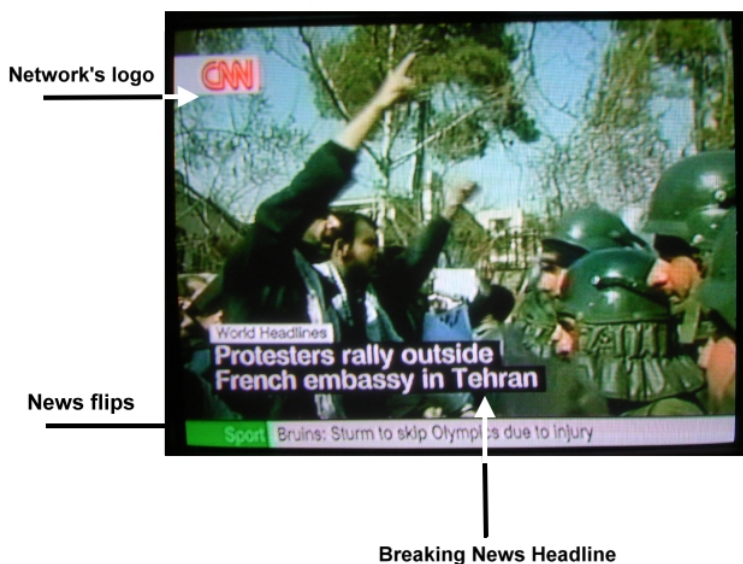 Network's logo
CNN
World Headlines
Protesters rally outside
French embassy in Tehran
News flips
Sport Bruins: Sturm to skip Olympics due to injury
Breaking News Headline